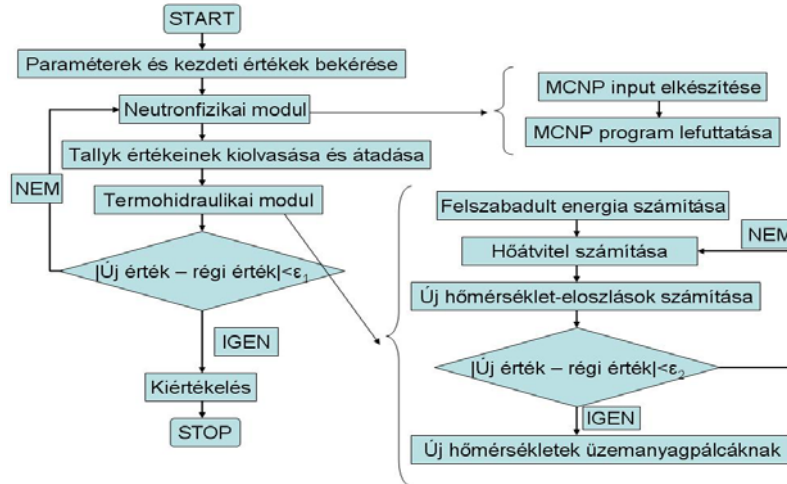 START
Paraméterek és kezdeti értékek bekérése
Neutronfizikai modul
Tallyk értékeinek kiolvasása és átadása
NEM
Termohidraulikai modul
|Új érték – régi érték|<ε₁
IGEN
Kiértékelés
STOP
MCNP input elkészítése
MCNP program lefuttatása
Felszabadult energia számítása
NEM
Hőátvitel számítása
Új hőmérséklet-eloszlások számítása
|Új érték – régi érték|<ε₂
IGEN
Új hőmérsékletek üzemanyagpálcáknak